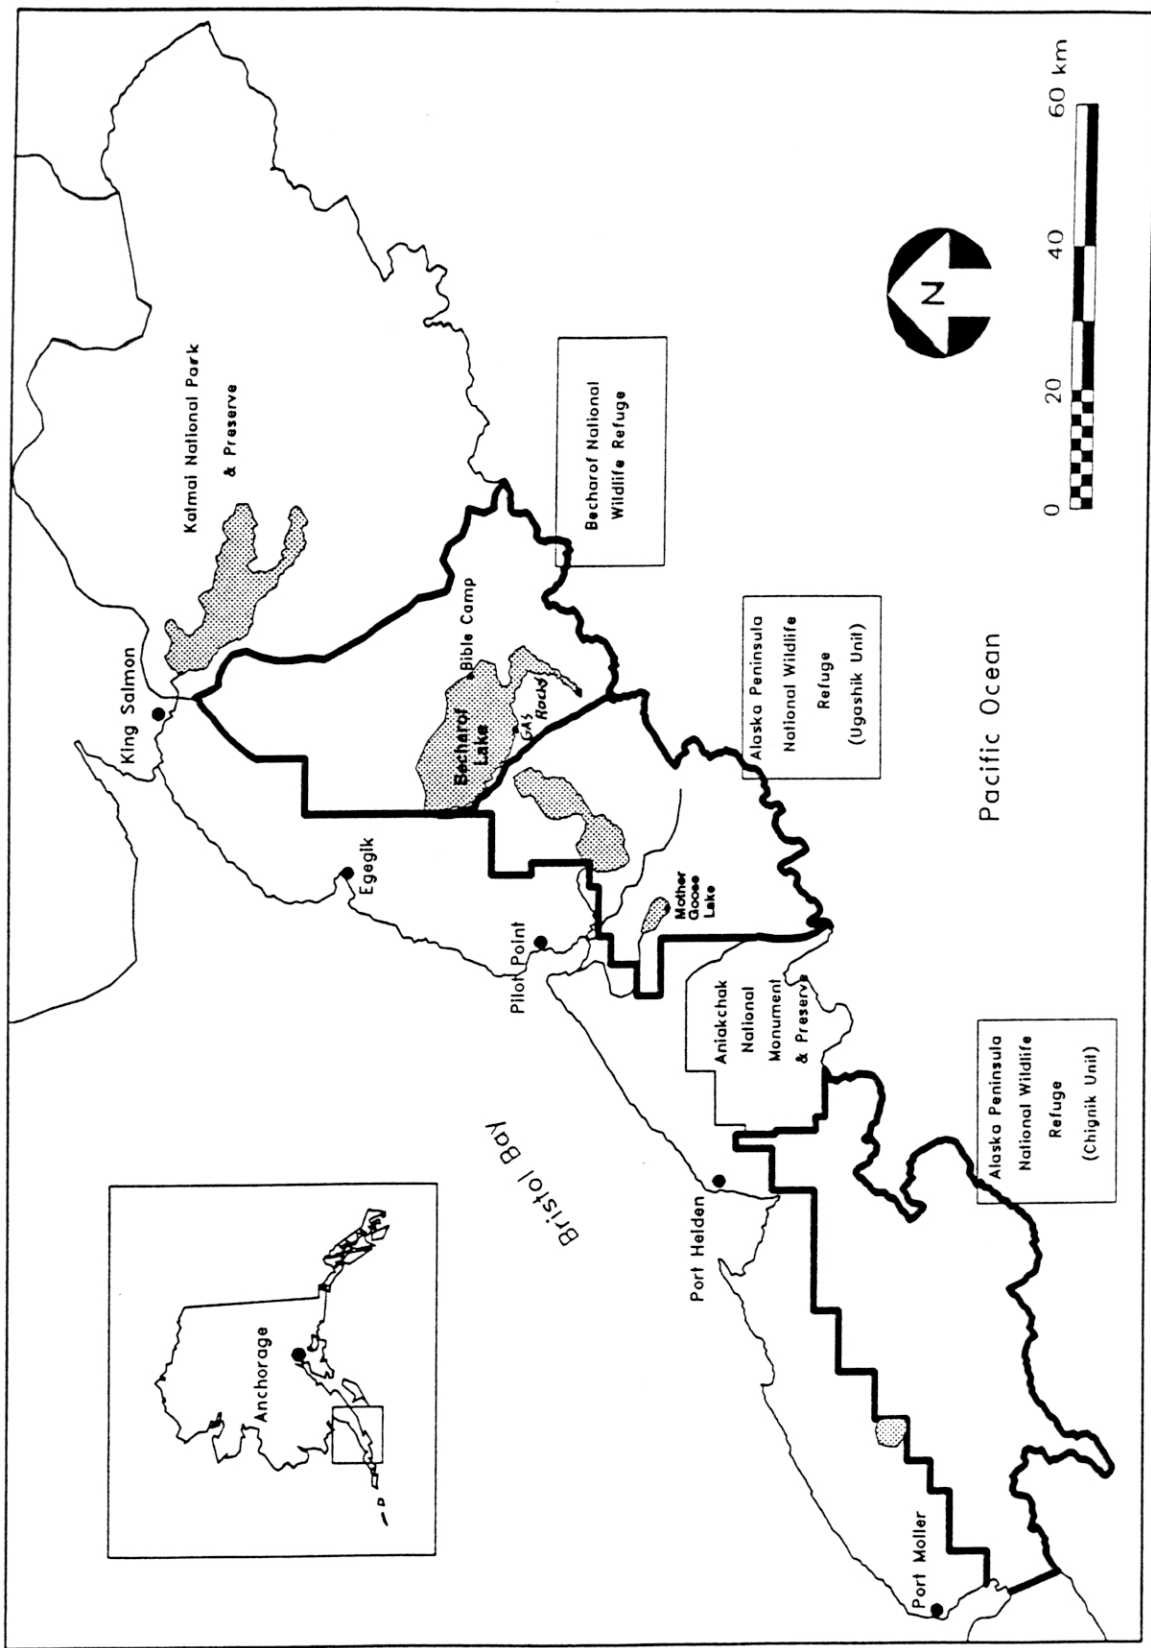 Katmai National Park
& Preserve
King Salmon
Becharof National
Wildlife Refuge
Bible Camp
Becharof
Lake
GAS
Rocks
Egegik
Alaska Peninsula
National Wildlife
Refuge
(Ugashik Unit)
Pilot Point
Mother
Goose
Lake
Pacific Ocean
Aniakchak
National
Monument
& Preserve
Bristol Bay
Port Heiden
Alaska Peninsula
National Wildlife
Refuge
(Chignik Unit)
Port Moller
Anchorage
N
0 20 40 60 km